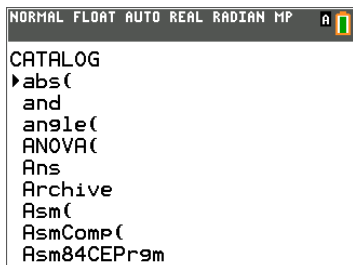 NORMAL FLOAT AUTO REAL RADIAN MP A
CATALOG
▶abs(
and
angle(
ANOVA(
Ans
Archive
Asm(
AsmComp(
Asm84CEPrgm